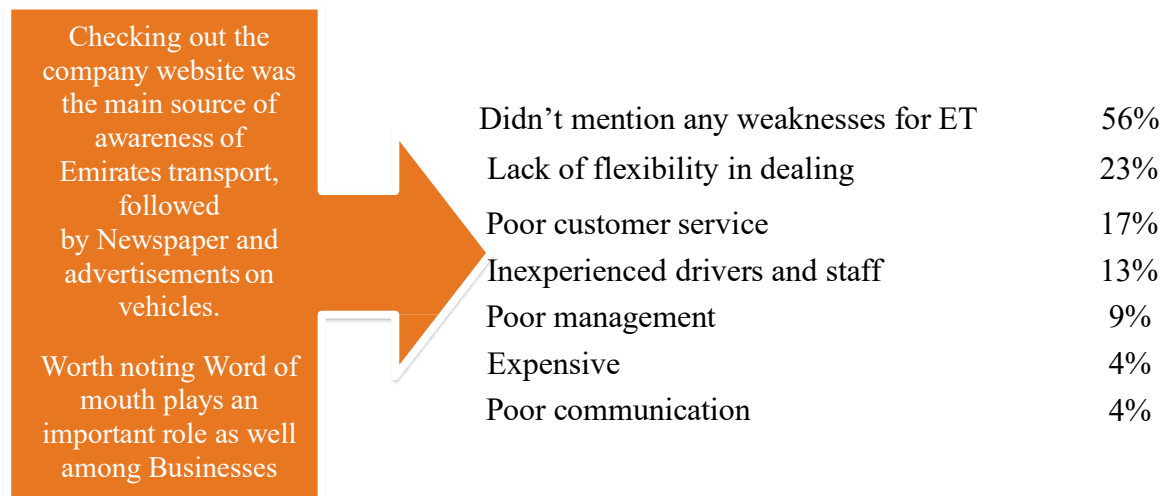 Checking out the
company website was
the main source of
awareness of
Emirates transport,
followed
by Newspaper and
advertisements on
vehicles.
Worth noting Word of
mouth plays an
important role as well
among Businesses
Didn’t mention any weaknesses for ET 56%
Lack of flexibility in dealing 23%
Poor customer service 17%
Inexperienced drivers and staff 13%
Poor management 9%
Expensive 4%
Poor communication 4%